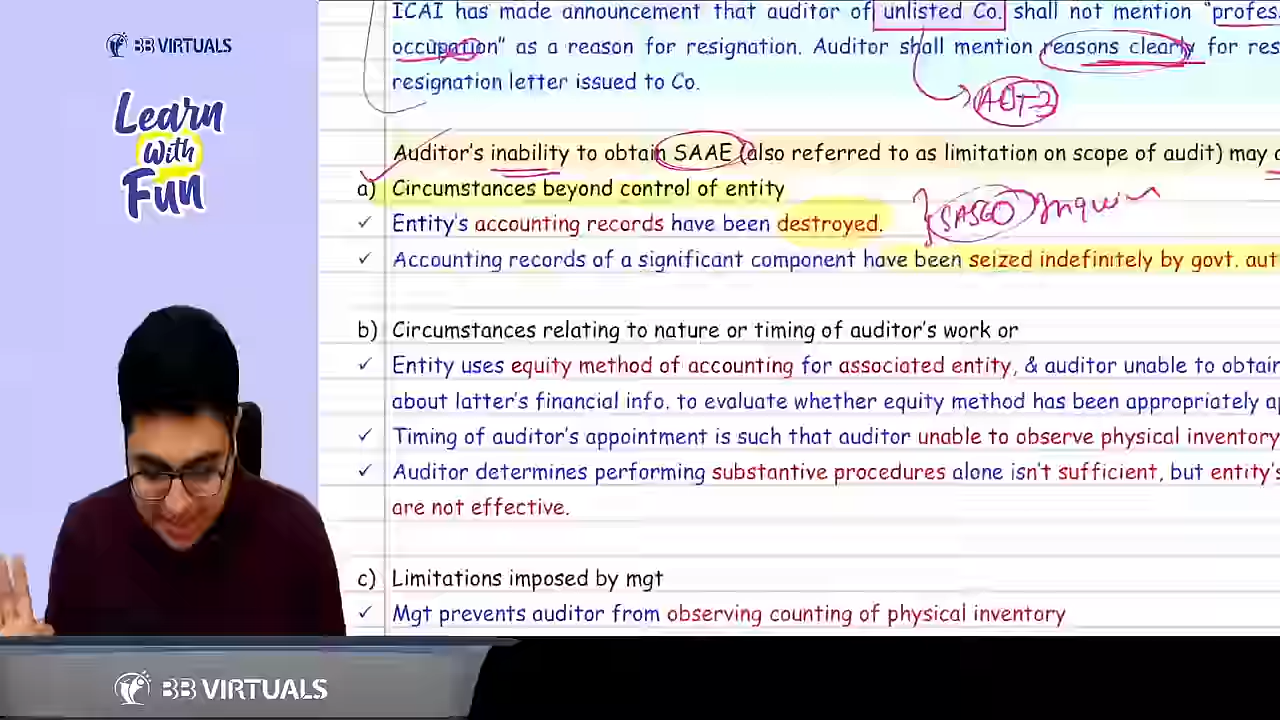 BB VIRTUALS
Learn
With
Fun
ICAI has made announcement that auditor of unlisted Co. shall not mention "profes
occupation" as a reason for resignation. Auditor shall mention reasons clearly for res
resignation letter issued to Co.
ADT-3
Auditor's inability to obtain SAAE (also referred to as limitation on scope of audit) may
a) Circumstances beyond control of entity
✓ Entity's accounting records have been destroyed.
✓ Accounting records of a significant component have been seized indefinitely by govt. aut
b) Circumstances relating to nature or timing of auditor's work or
✓ Entity uses equity method of accounting for associated entity, & auditor unable to obtain
about latter's financial info. to evaluate whether equity method has been appropriately ap
✓ Timing of auditor's appointment is such that auditor unable to observe physical inventory
✓ Auditor determines performing substantive procedures alone isn't sufficient, but entity's
are not effective.
c) Limitations imposed by mgt
✓ Mgt prevents auditor from observing counting of physical inventory
BB VIRTUALS